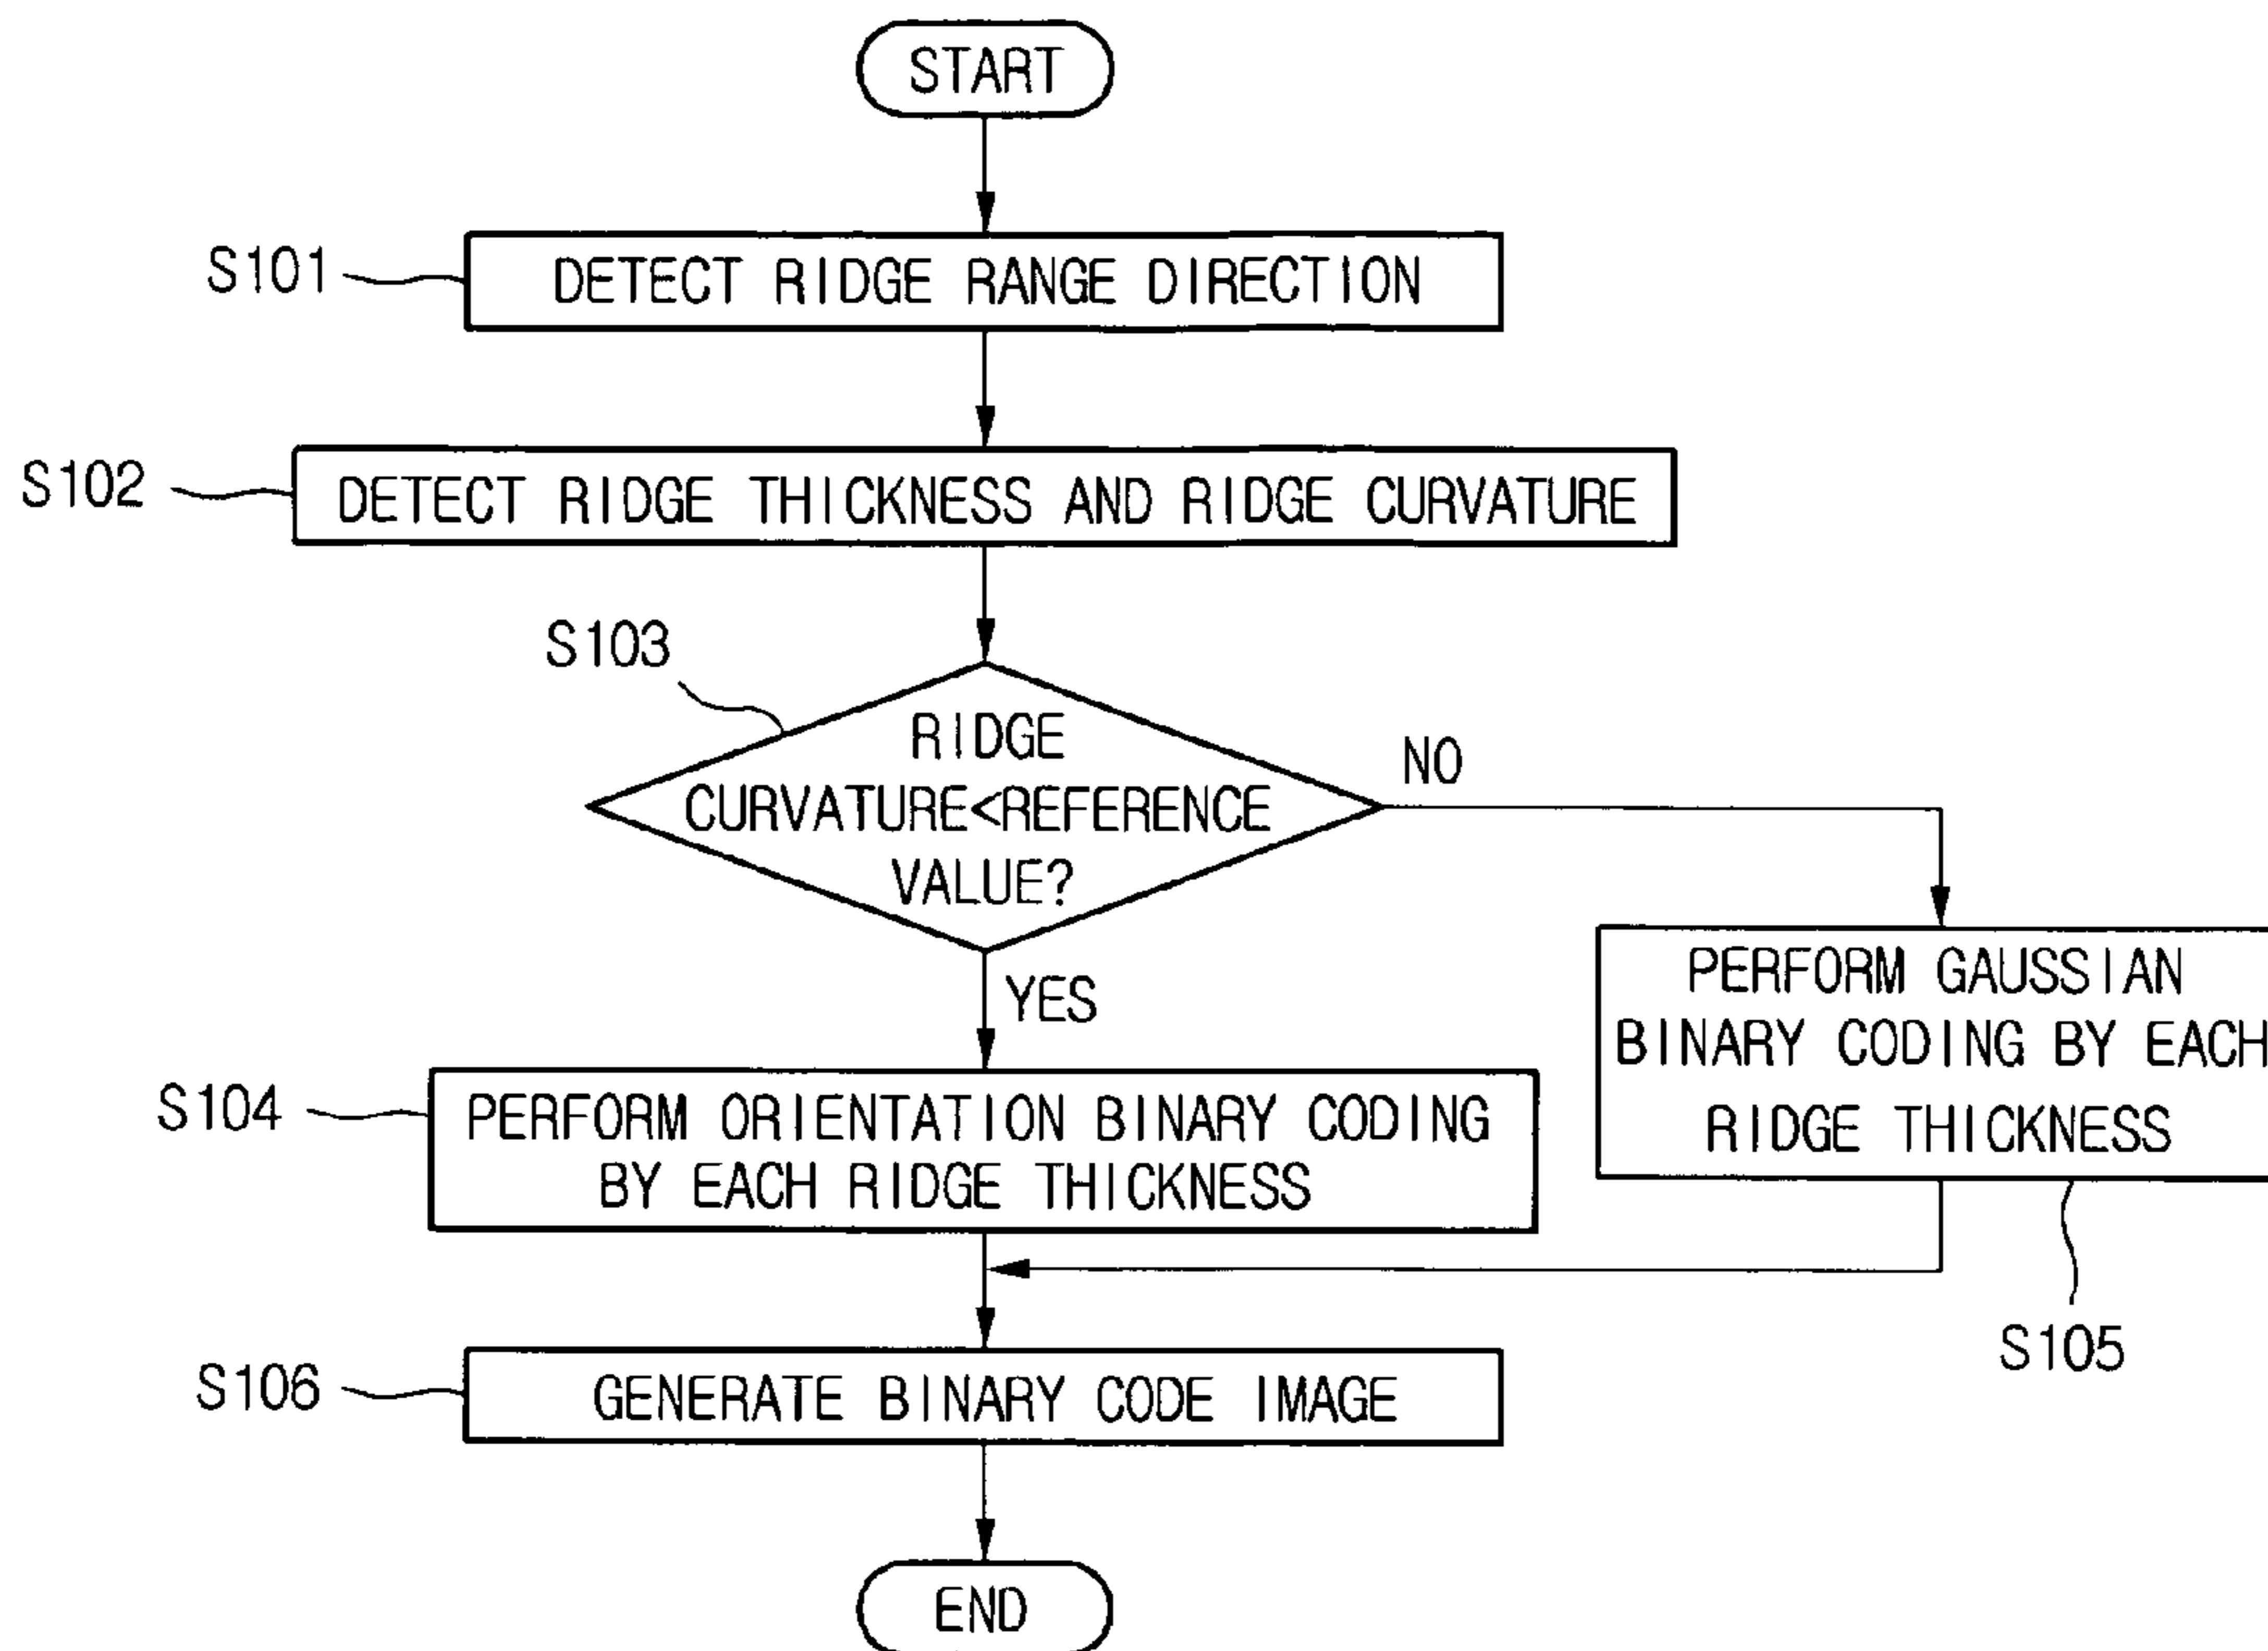 START
S101
DETECT RIDGE RANGE DIRECTION
S102
DETECT RIDGE THICKNESS AND RIDGE CURVATURE
S103
RIDGE
CURVATURE<REFERENCE
VALUE?
NO
YES
PERFORM GAUSSIAN
BINARY CODING BY EACH
RIDGE THICKNESS
S104
PERFORM ORIENTATION BINARY CODING
BY EACH RIDGE THICKNESS
S105
S106
GENERATE BINARY CODE IMAGE
END